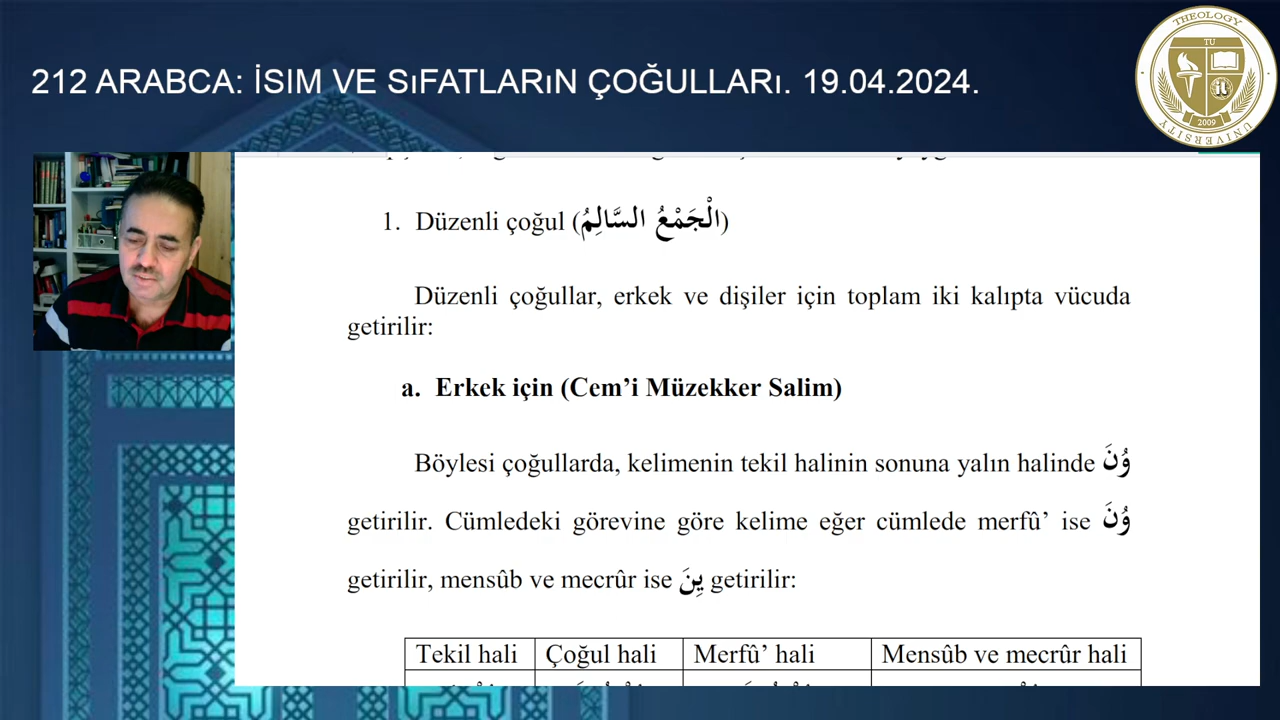 212 ARABCA: İSIM VE SıFATLARıN ÇOĞULLARı. 19.04.2024.
THEOLOGY
TU
2009
UNIVERSITY
1. Düzenli çoğul (الْجَمْعُ السَّالِمُ)
Düzenli çoğullar, erkek ve dişiler için toplam iki kalıpta vücuda
getirilir:
a. Erkek için (Cem’i Müzekker Salim)
Böylesi çoğullarda, kelimenin tekil halinin sonuna yalın halinde وُنَ
getirilir. Cümledeki görevine göre kelime eğer cümlede merfû’ ise وُنَ
getirilir, mensûb ve mecrûr ise يِنَ getirilir:
Tekil hali Çoğul hali Merfû’ hali Mensûb ve mecrûr hali